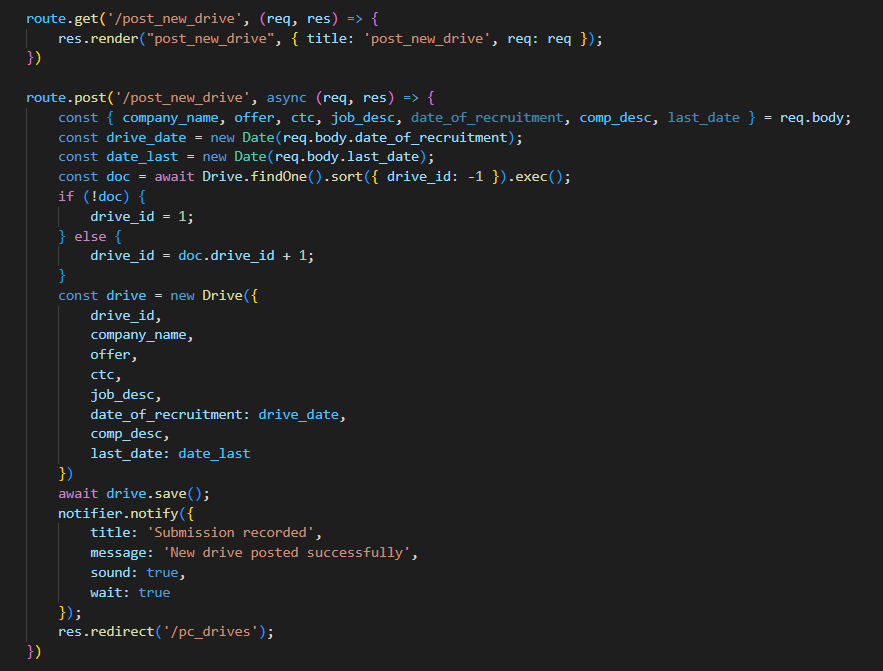 route.get('/post_new_drive', (req, res) => {
    res.render("post_new_drive", { title: 'post_new_drive', req: req });
})

route.post('/post_new_drive', async (req, res) => {
    const { company_name, offer, ctc, job_desc, date_of_recruitment, comp_desc, last_date } = req.body;
    const drive_date = new Date(req.body.date_of_recruitment);
    const date_last = new Date(req.body.last_date);
    const doc = await Drive.findOne().sort({ drive_id: -1 }).exec();
    if (!doc) {
        drive_id = 1;
    } else {
        drive_id = doc.drive_id + 1;
    }
    const drive = new Drive({
        drive_id,
        company_name,
        offer,
        ctc,
        job_desc,
        date_of_recruitment: drive_date,
        comp_desc,
        last_date: date_last
    })
    await drive.save();
    notifier.notify({
        title: 'Submission recorded',
        message: 'New drive posted successfully',
        sound: true,
        wait: true
    });
    res.redirect('/pc_drives');
})